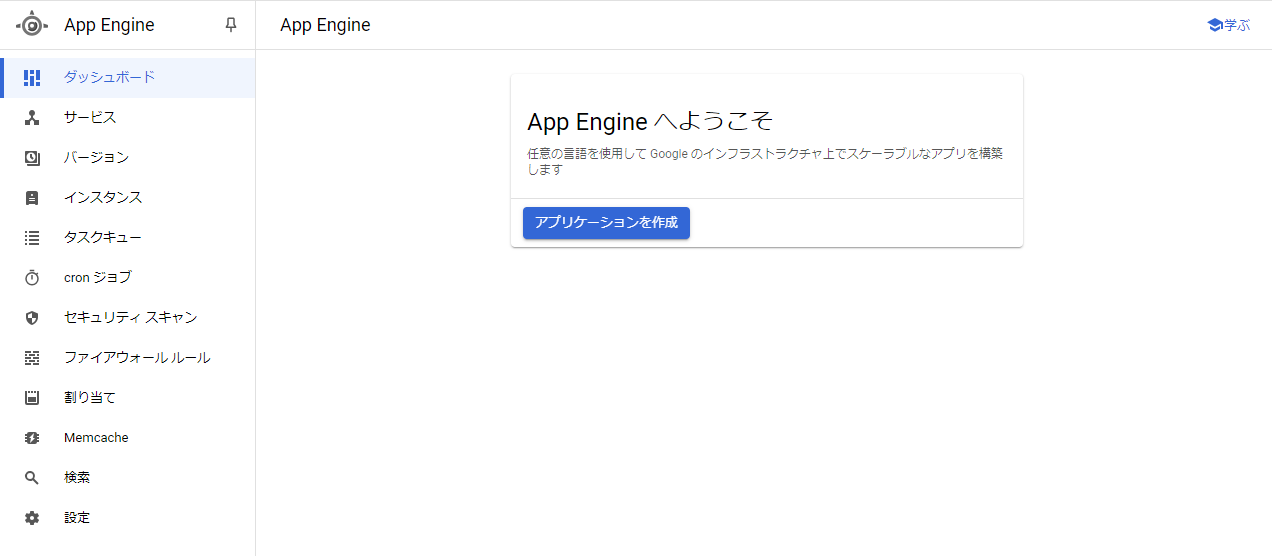 App Engine
App Engine
学ぶ
ダッシュボード
サービス
バージョン
インスタンス
タスクキュー
cron ジョブ
セキュリティ スキャン
ファイアウォール ルール
割り当て
Memcache
検索
設定
App Engine へようこそ
任意の言語を使用して Google のインフラストラクチャ上でスケーラブルなアプリを構築
します
アプリケーションを作成